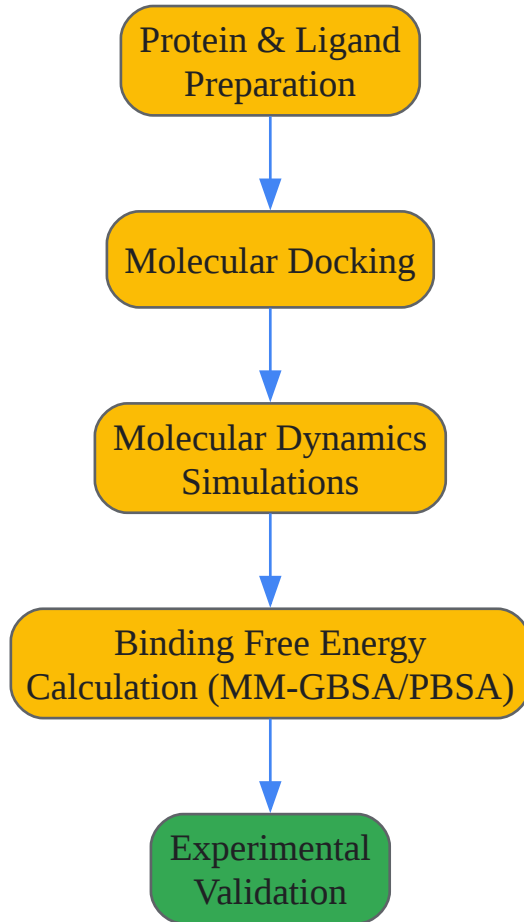 Protein & Ligand
Preparation
Molecular Docking
Molecular Dynamics
Simulations
Binding Free Energy
Calculation (MM-GBSA/PBSA)
Experimental
Validation